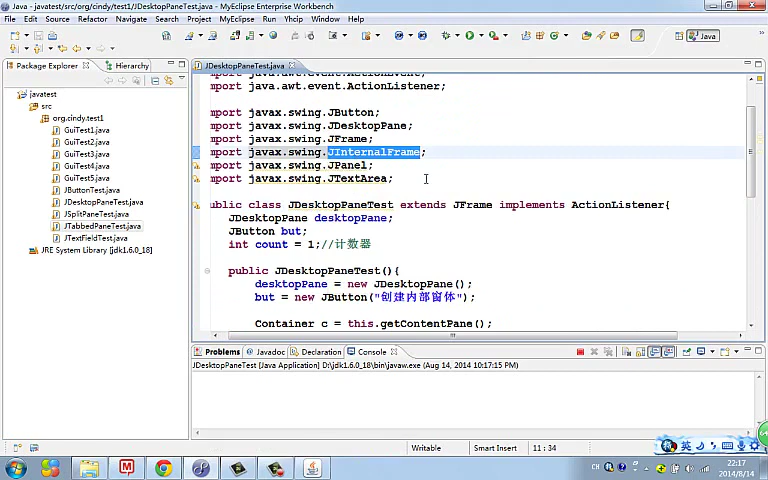 Java - javatest/src/org/cindy/test1/JDesktopPaneTest.java - MyEclipse Enterprise Workbench
File Edit Source Refactor Navigate Search Project MyEclipse Run Yhcip Window Help
Java
Package Explorer
Hierarchy
javatest
src
org.cindy.test1
GuiTest1.java
GuiTest2.java
GuiTest3.java
GuiTest4.java
GuiTest5.java
JButtonTest.java
JDesktopPaneTest.java
JSplitPaneTest.java
JTabbedPaneTest.java
JTextFieldTest.java
JRE System Library [jdk1.6.0_18]
JDesktopPaneTest.java
mport java.awt.event.ActionEvent;
mport java.awt.event.ActionListener;
mport javax.swing.JButton;
mport javax.swing.JDesktopPane;
mport javax.swing.JFrame;
mport javax.swing.JInternalFrame;
mport javax.swing.JPanel;
mport javax.swing.JTextArea;
ublic class JDesktopPaneTest extends JFrame implements ActionListener{
JDesktopPane desktopPane;
JButton but;
int count = 1;//计数器
public JDesktopPaneTest(){
desktopPane = new JDesktopPane();
but = new JButton("创建内部窗体");
Container c = this.getContentPane();
Problems Javadoc Declaration Console
JDesktopPaneTest [Java Application] D:\jdk1.6.0_18\bin\javaw.exe (Aug 14, 2014 10:17:15 PM)
Writable Smart Insert 11 : 34
英
CH
22:17
2014/8/14